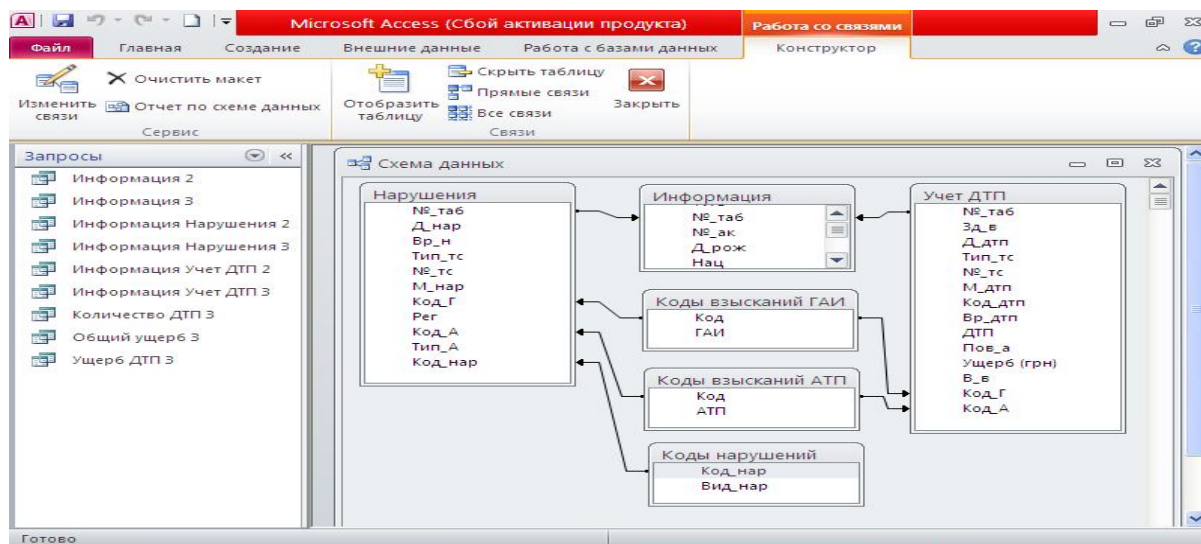 A
Microsoft Access (Сбой активации продукта)
Работа со связями
Файл
Главная
Создание
Внешние данные
Работа с базами данных
Конструктор
Изменить связи
Очистить макет
Отчет по схеме данных
Сервис
Отобразить таблицу
Скрыть таблицу
Прямые связи
Все связи
Закрыть
Связи
Запросы
Информация 2
Информация 3
Информация Нарушения 2
Информация Нарушения 3
Информация Учет ДТП 2
Информация Учет ДТП 3
Количество ДТП 3
Общий ущерб 3
Ущерб ДТП 3
Схема данных
Нарушения
№_таб
Д_нар
Вр_н
Тип_тс
№_тс
М_нар
Код_Г
Рег
Код_А
Тип_А
Код_нар
Информация
№_таб
№_ак
Д_рож
Нац
Коды взысканий ГАИ
Код
ГАИ
Коды взысканий АТП
Код
АТП
Коды нарушений
Код_нар
Вид_нар
Учет ДТП
№_таб
Зд_в
Д_дтп
Тип_тс
№_тс
М_дтп
Код_дтп
Вр_дтп
ДТП
Пов_а
Ущерб (грн)
В_в
Код_Г
Код_А
Готово